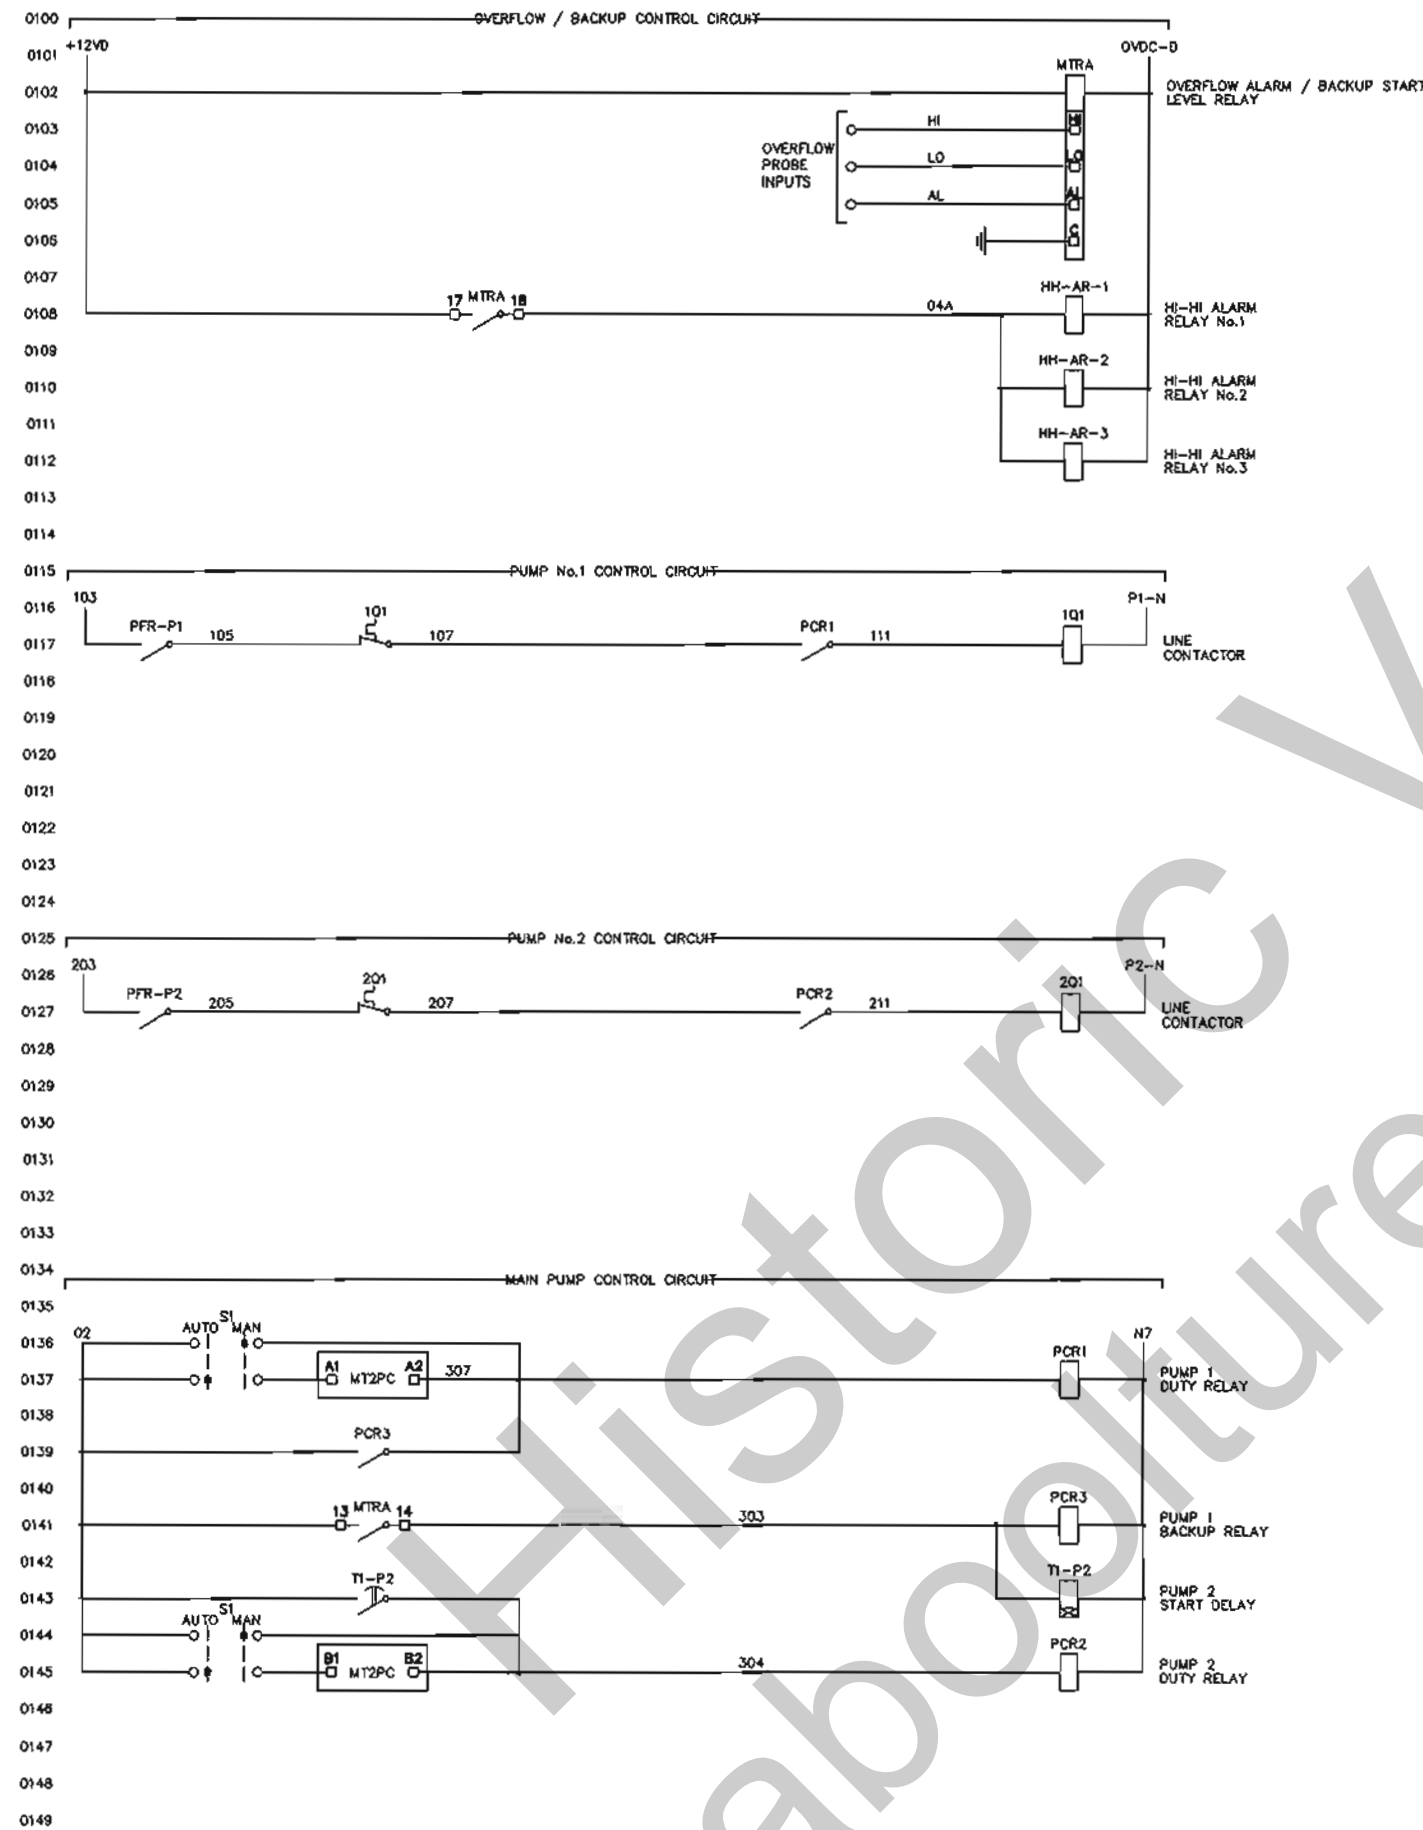 0100 OVERFLOW / BACKUP CONTROL CIRCUIT
0101 +12VD 0VDC-D
MTRA
0102 OVERFLOW ALARM / BACKUP START
LEVEL RELAY
0103 HI HI
OVERFLOW
0104 PROBE LO LO
INPUTS
0105 AL AL
0106 C
0107 HH-AR-1
0108 17 MTRA 18 04A HI-HI ALARM
RELAY No.1
0109 HH-AR-2
0110 HI-HI ALARM
RELAY No.2
0111 HH-AR-3
0112 HI-HI ALARM
RELAY No.3
0113
0114
0115 PUMP No.1 CONTROL CIRCUIT
0116 103 1Q1 1Q1 P1-N
0117 PFR-P1 105 107 PCR1 111 LINE
CONTACTOR
0118
0119
0120
0121
0122
0123
0124
0125 PUMP No.2 CONTROL CIRCUIT
0126 203 2Q1 2Q1 P2-N
0127 PFR-P2 205 207 PCR2 211 LINE
CONTACTOR
0128
0129
0130
0131
0132
0133
0134 MAIN PUMP CONTROL CIRCUIT
0135
0136 02 AUTO S1 MAN N7
PCR1
0137 A1 MT2PC A2 307 PUMP 1
DUTY RELAY
0138
0139 PCR3
0140 PCR3
0141 13 MTRA 14 303 PUMP 1
BACKUP RELAY
0142 T1-P2
0143 T1-P2 PUMP 2
START DELAY
0144 AUTO S1 MAN PCR2
0145 B1 MT2PC B2 304 PUMP 2
DUTY RELAY
0146
0147
0148
0149
Historic V